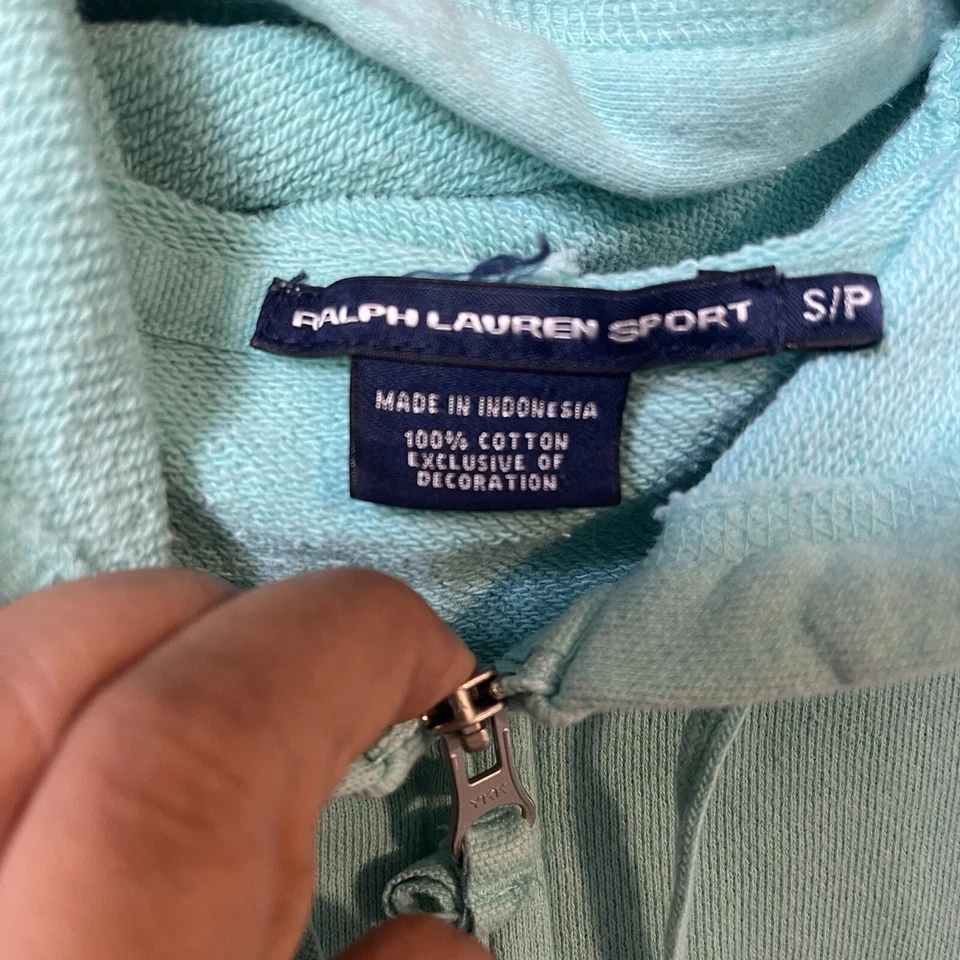 RALPH LAUREN SPORT S/P
MADE IN INDONESIA
100% COTTON
EXCLUSIVE OF
DECORATION
YKK